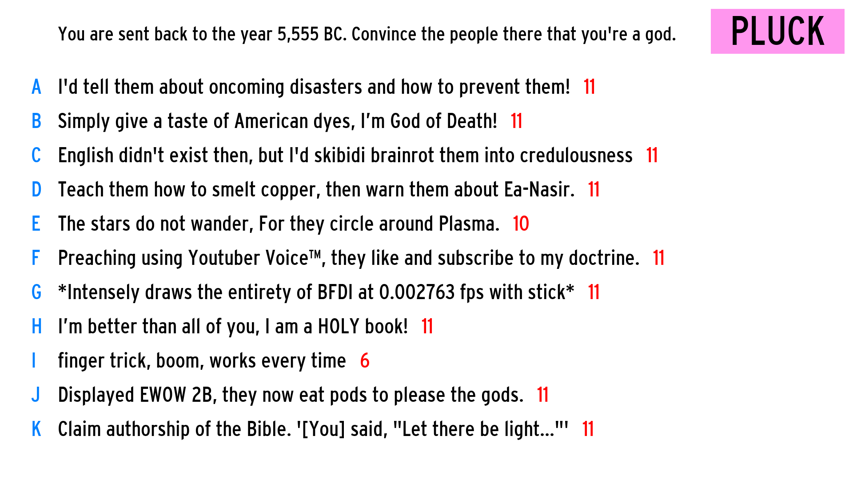 You are sent back to the year 5,555 BC. Convince the people there that you're a god.
PLUCK
A I'd tell them about oncoming disasters and how to prevent them! 11
B Simply give a taste of American dyes, I’m God of Death! 11
C English didn't exist then, but I'd skibidi brainrot them into credulousness 11
D Teach them how to smelt copper, then warn them about Ea-Nasir. 11
E The stars do not wander, For they circle around Plasma. 10
F Preaching using Youtuber Voice™, they like and subscribe to my doctrine. 11
G *Intensely draws the entirety of BFDI at 0.002763 fps with stick* 11
H I’m better than all of you, I am a HOLY book! 11
I finger trick, boom, works every time 6
J Displayed EWOW 2B, they now eat pods to please the gods. 11
K Claim authorship of the Bible. '[You] said, "Let there be light..."' 11